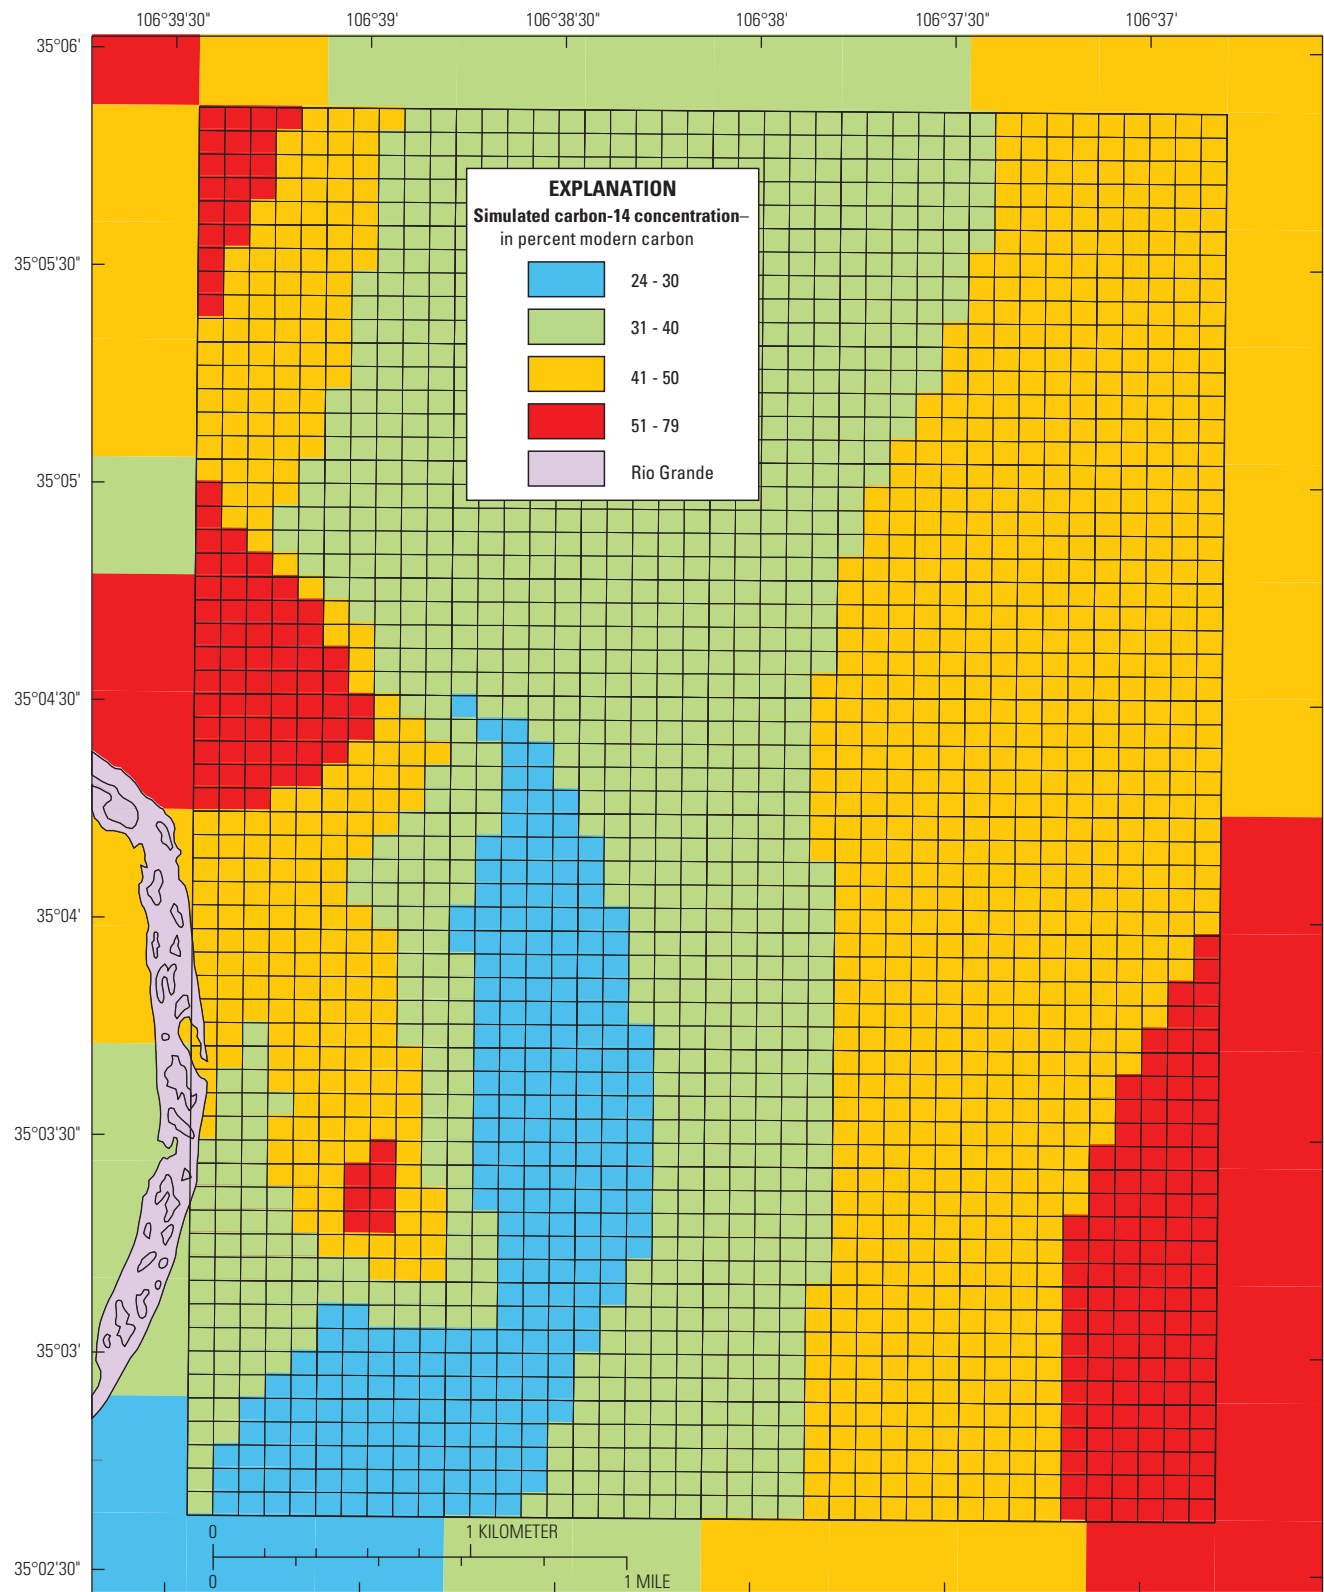 106°39'30" 106°39' 106°38'30" 106°38' 106°37'30" 106°37'
35°06'
35°05'30"
35°05'
35°04'30"
35°04'
35°03'30"
35°03'
35°02'30"
EXPLANATION
Simulated carbon-14 concentration–
in percent modern carbon
24 - 30
31 - 40
41 - 50
51 - 79
Rio Grande
0 1 KILOMETER
0 1 MILE